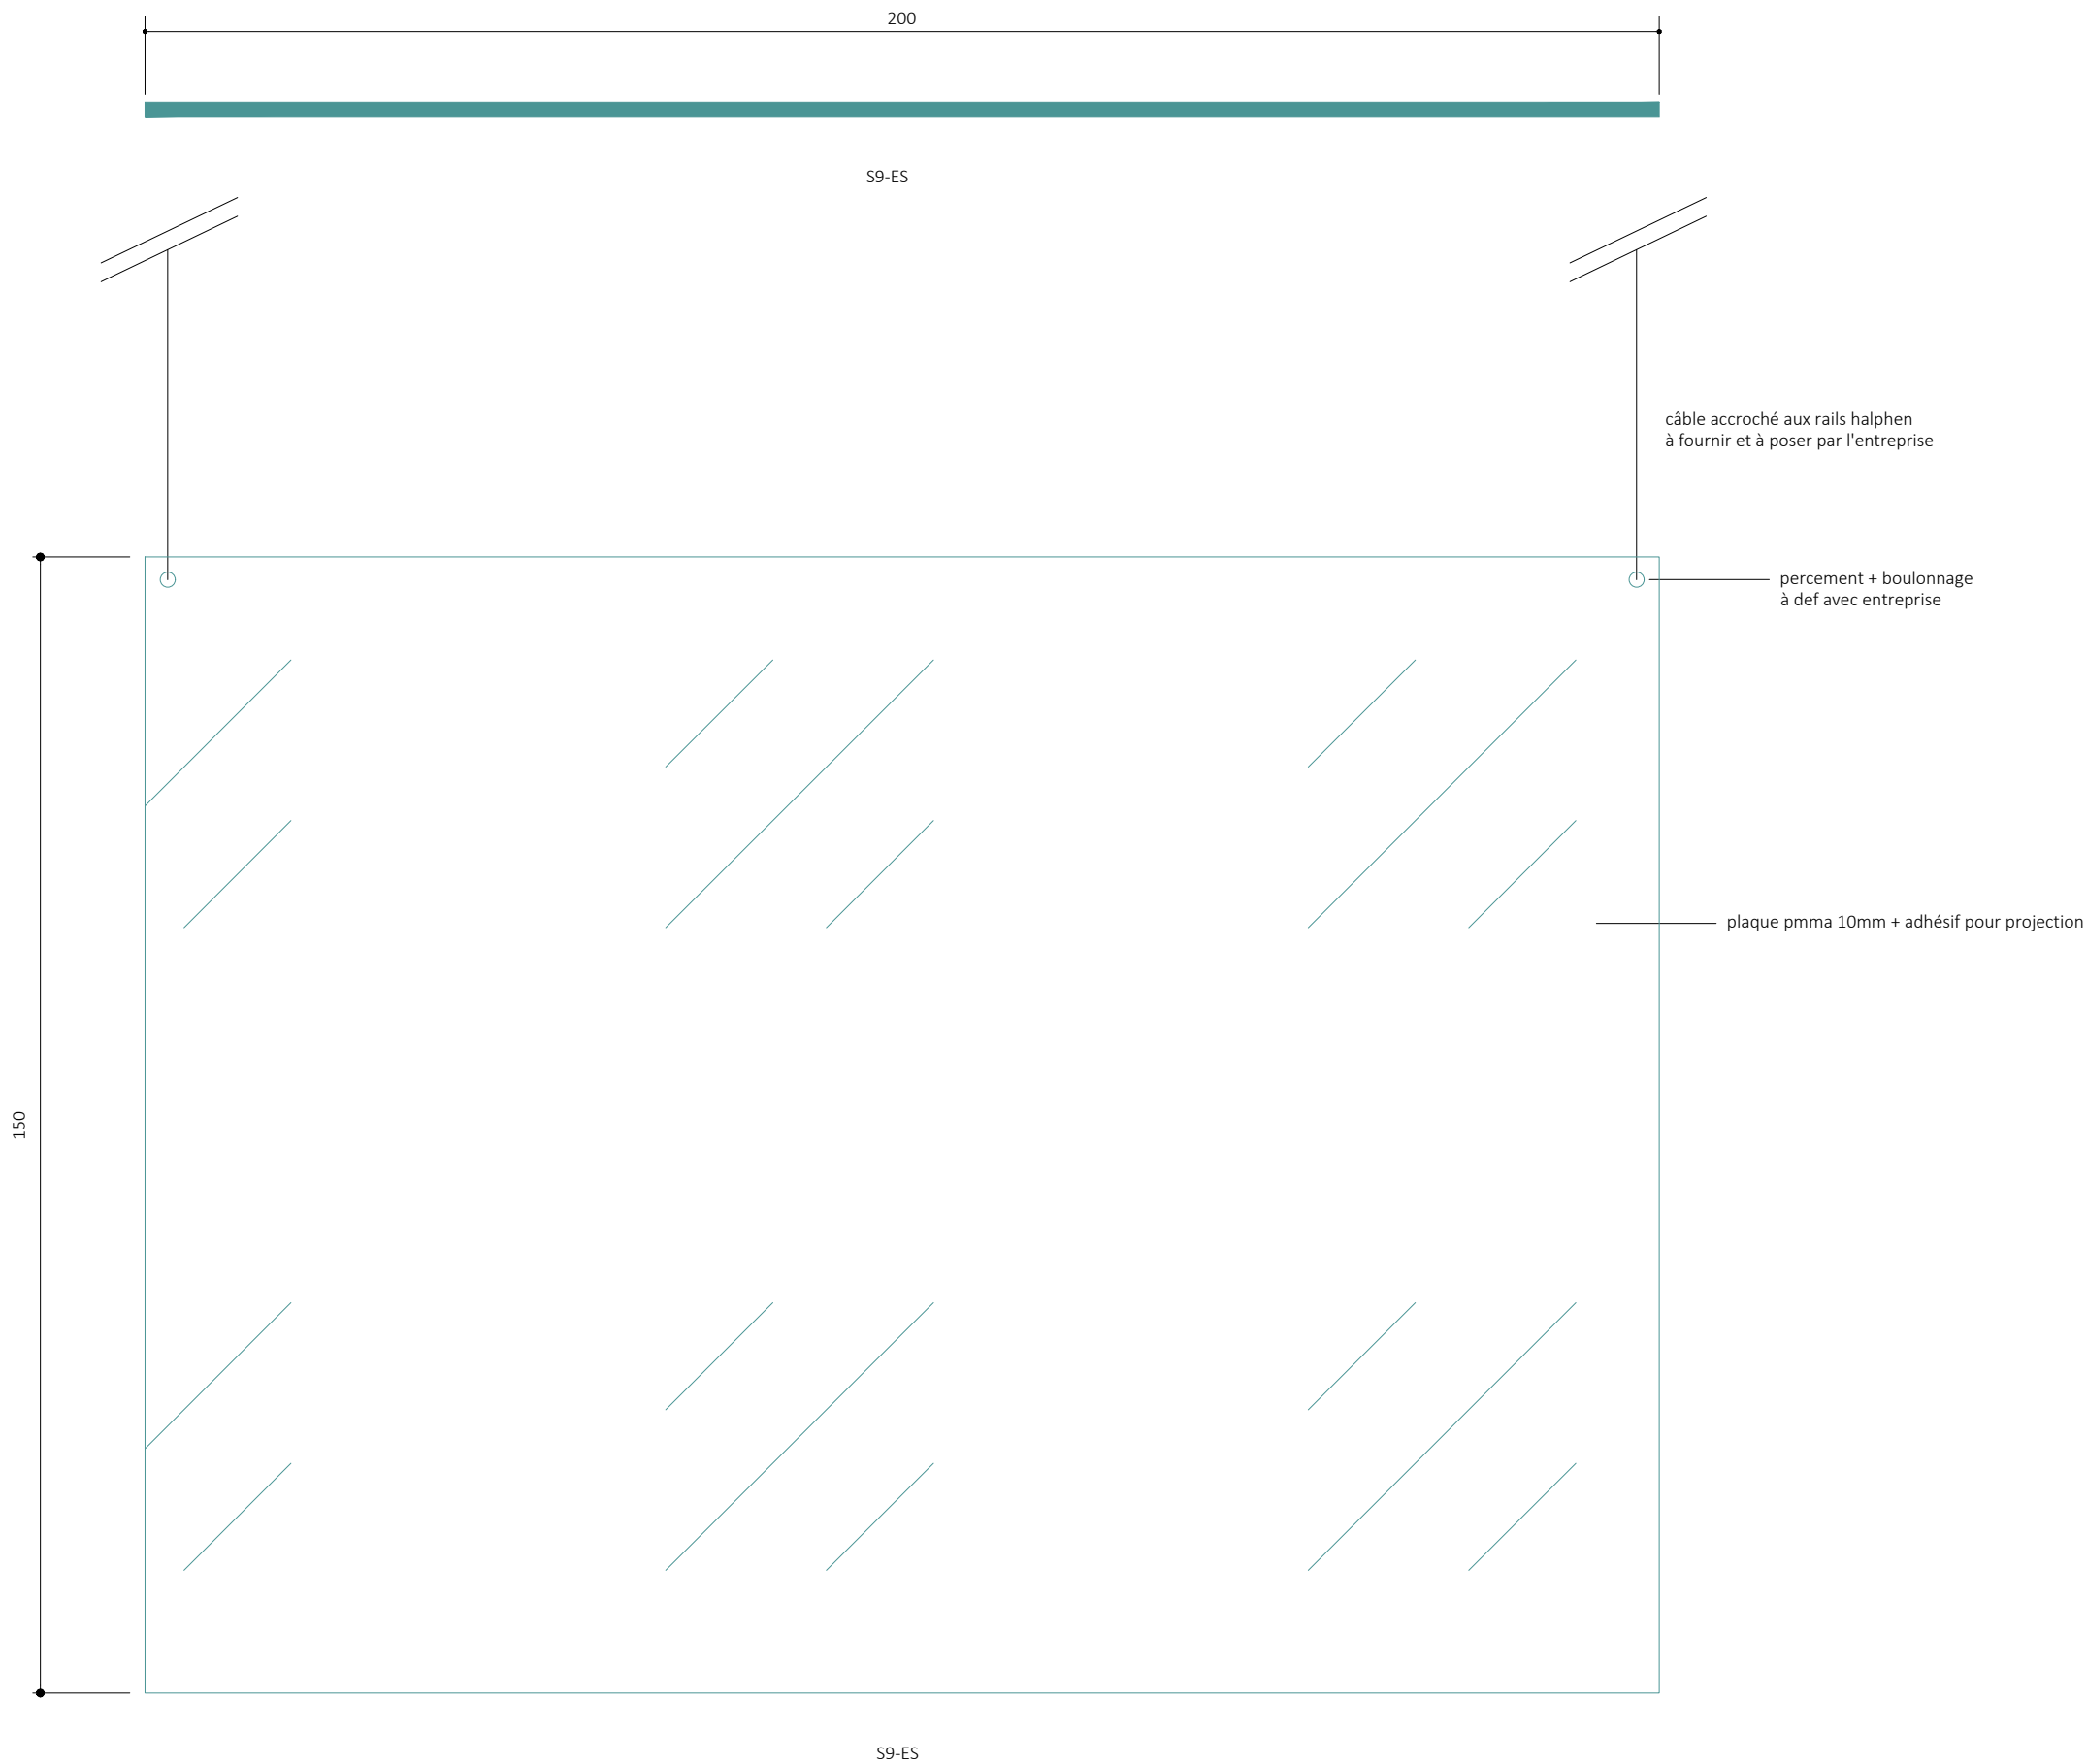 200
S9-ES
câble accroché aux rails halphen
à fournir et à poser par l'entreprise
percement + boulonnage
à def avec entreprise
plaque pmma 10mm + adhésif pour projection
150
S9-ES